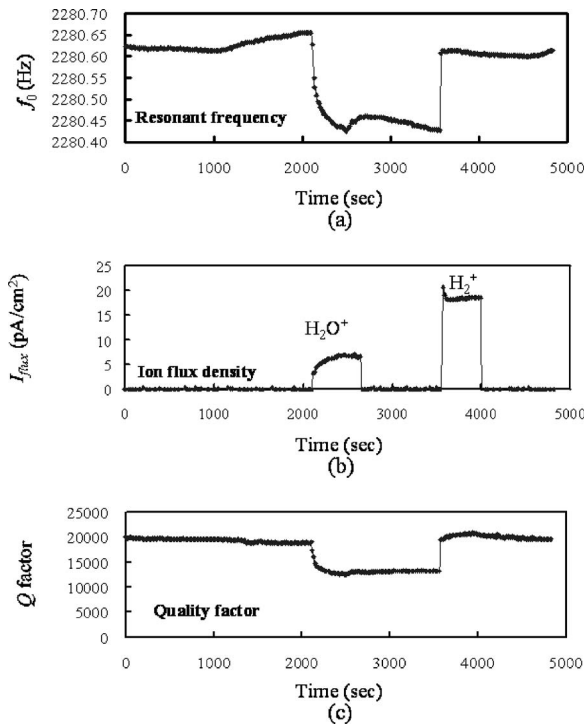 2280.70
2280.65
2280.60
2280.55
2280.50
2280.45
2280.40
f0 (Hz)
Resonant frequency
0 1000 2000 3000 4000 5000
Time (sec)
(a)
25
20
15
10
5
0
Iflux (pA/cm²)
H₂O⁺
H₂⁺
Ion flux density
0 1000 2000 3000 4000 5000
Time (sec)
(b)
25000
20000
15000
10000
5000
0
Q factor
Quality factor
0 1000 2000 3000 4000 5000
Time (sec)
(c)